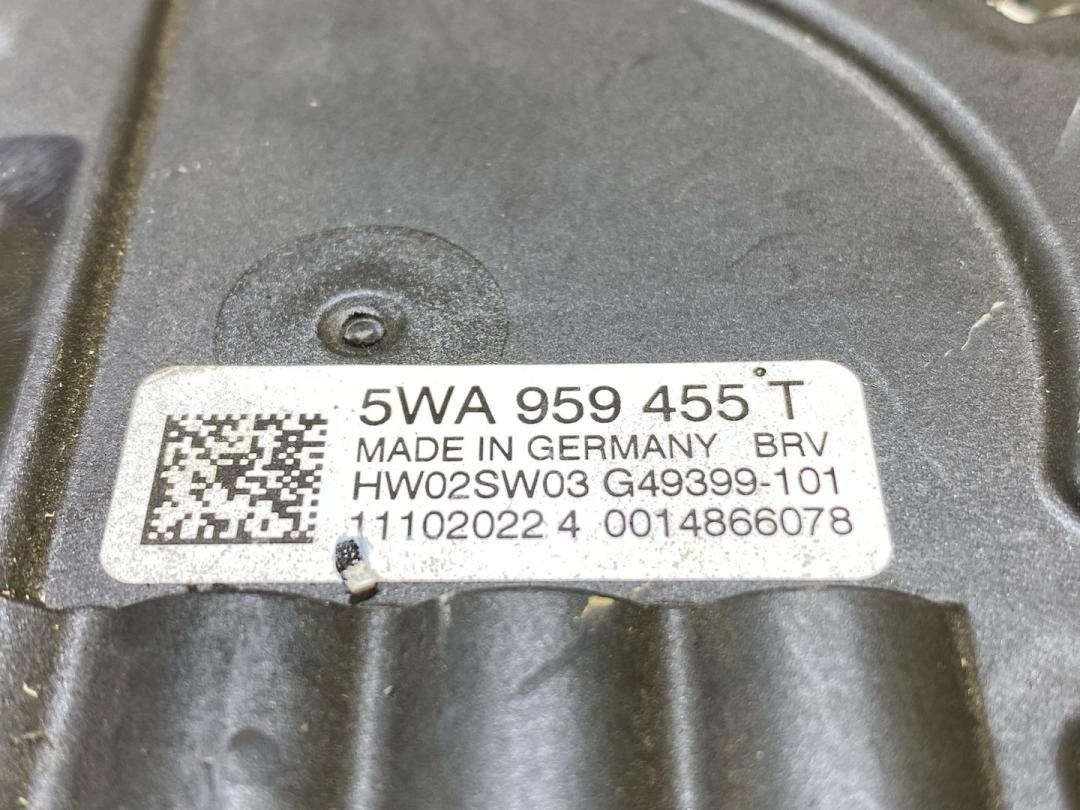 5WA 959 455 T
MADE IN GERMANY BRV
HW02SW03 G49399-101
11102022 4 0014866078